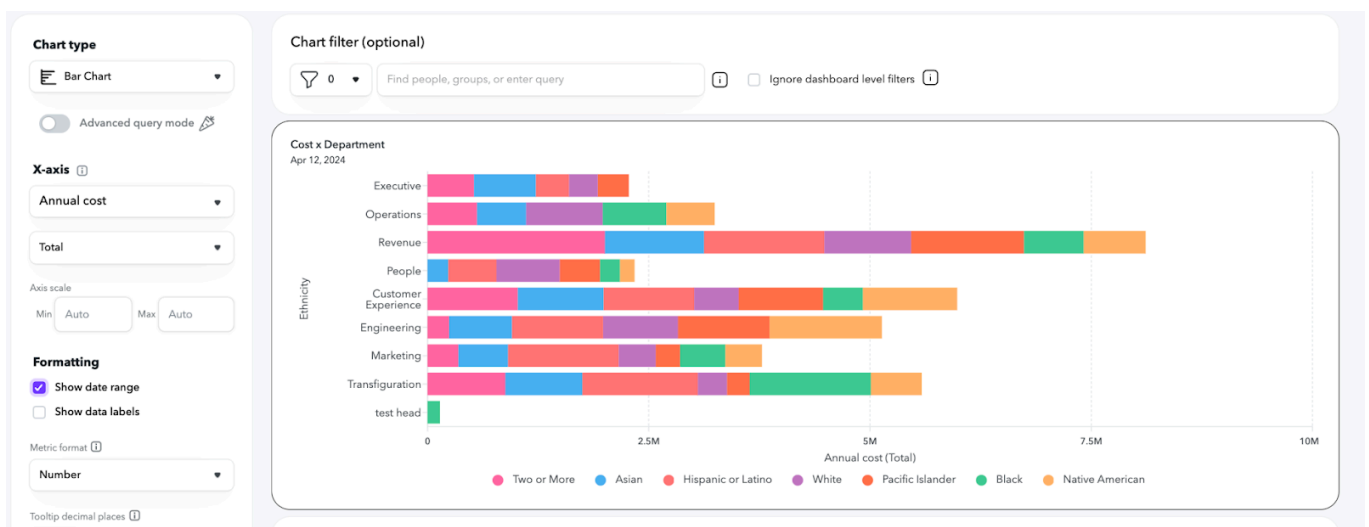 Chart type
Bar Chart
Advanced query mode
X-axis
Annual cost
Total
Axis scale
Min Auto Max Auto
Formatting
Show date range
Show data labels
Metric format
Number
Tooltip decimal places
Chart filter (optional)
0 Find people, groups, or enter query Ignore dashboard level filters
Cost x Department
Apr 12, 2024
Ethnicity
Executive
Operations
Revenue
People
Customer
Experience
Engineering
Marketing
Transfiguration
test head
0 2.5M 5M 7.5M 10M
Annual cost (Total)
Two or More Asian Hispanic or Latino White Pacific Islander Black Native American